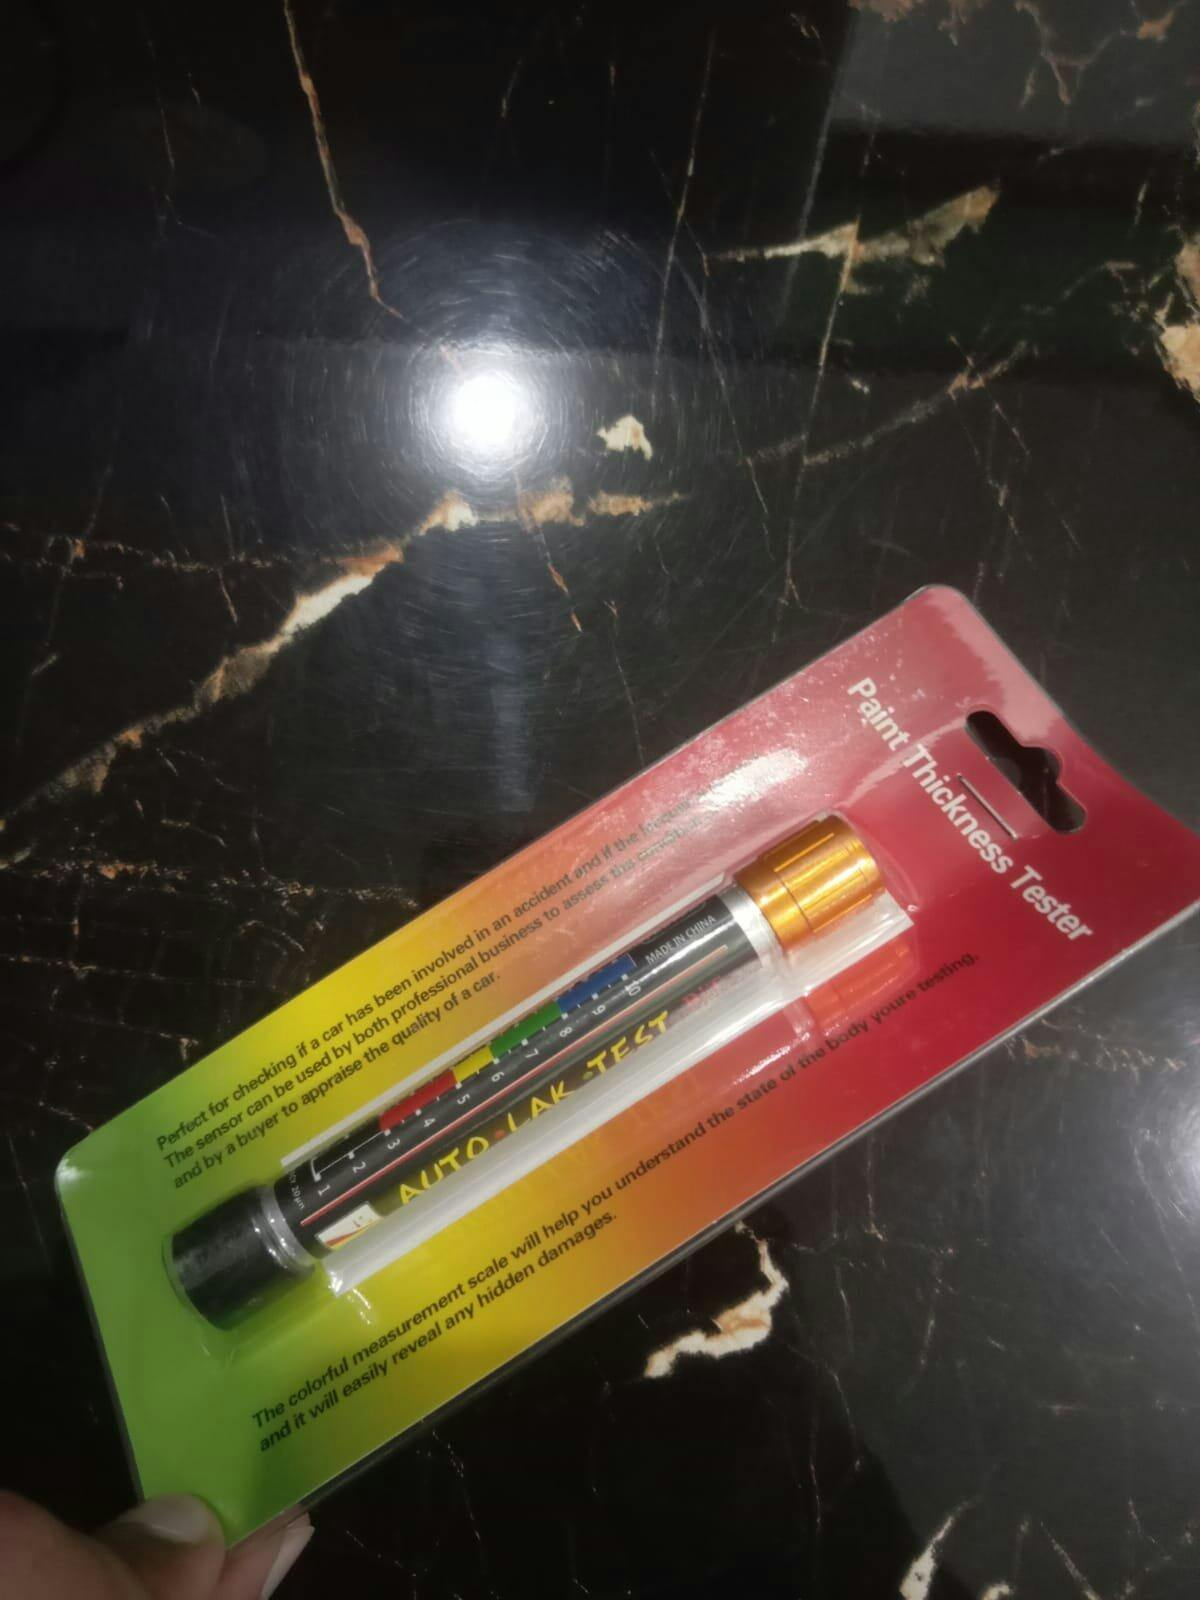 Paint Thickness Tester
Perfect for checking if a car has been involved in an accident and if the
The sensor can be used by both professional business to assess the condition
and by a buyer to appraise the quality of a car.
MADE IN CHINA
1 2 3 4 5 6 7 8 9 10
20 µm
AUTO-LAK-TEST
The colorful measurement scale will help you understand the state of the body youre testing.
and it will easily reveal any hidden damages.